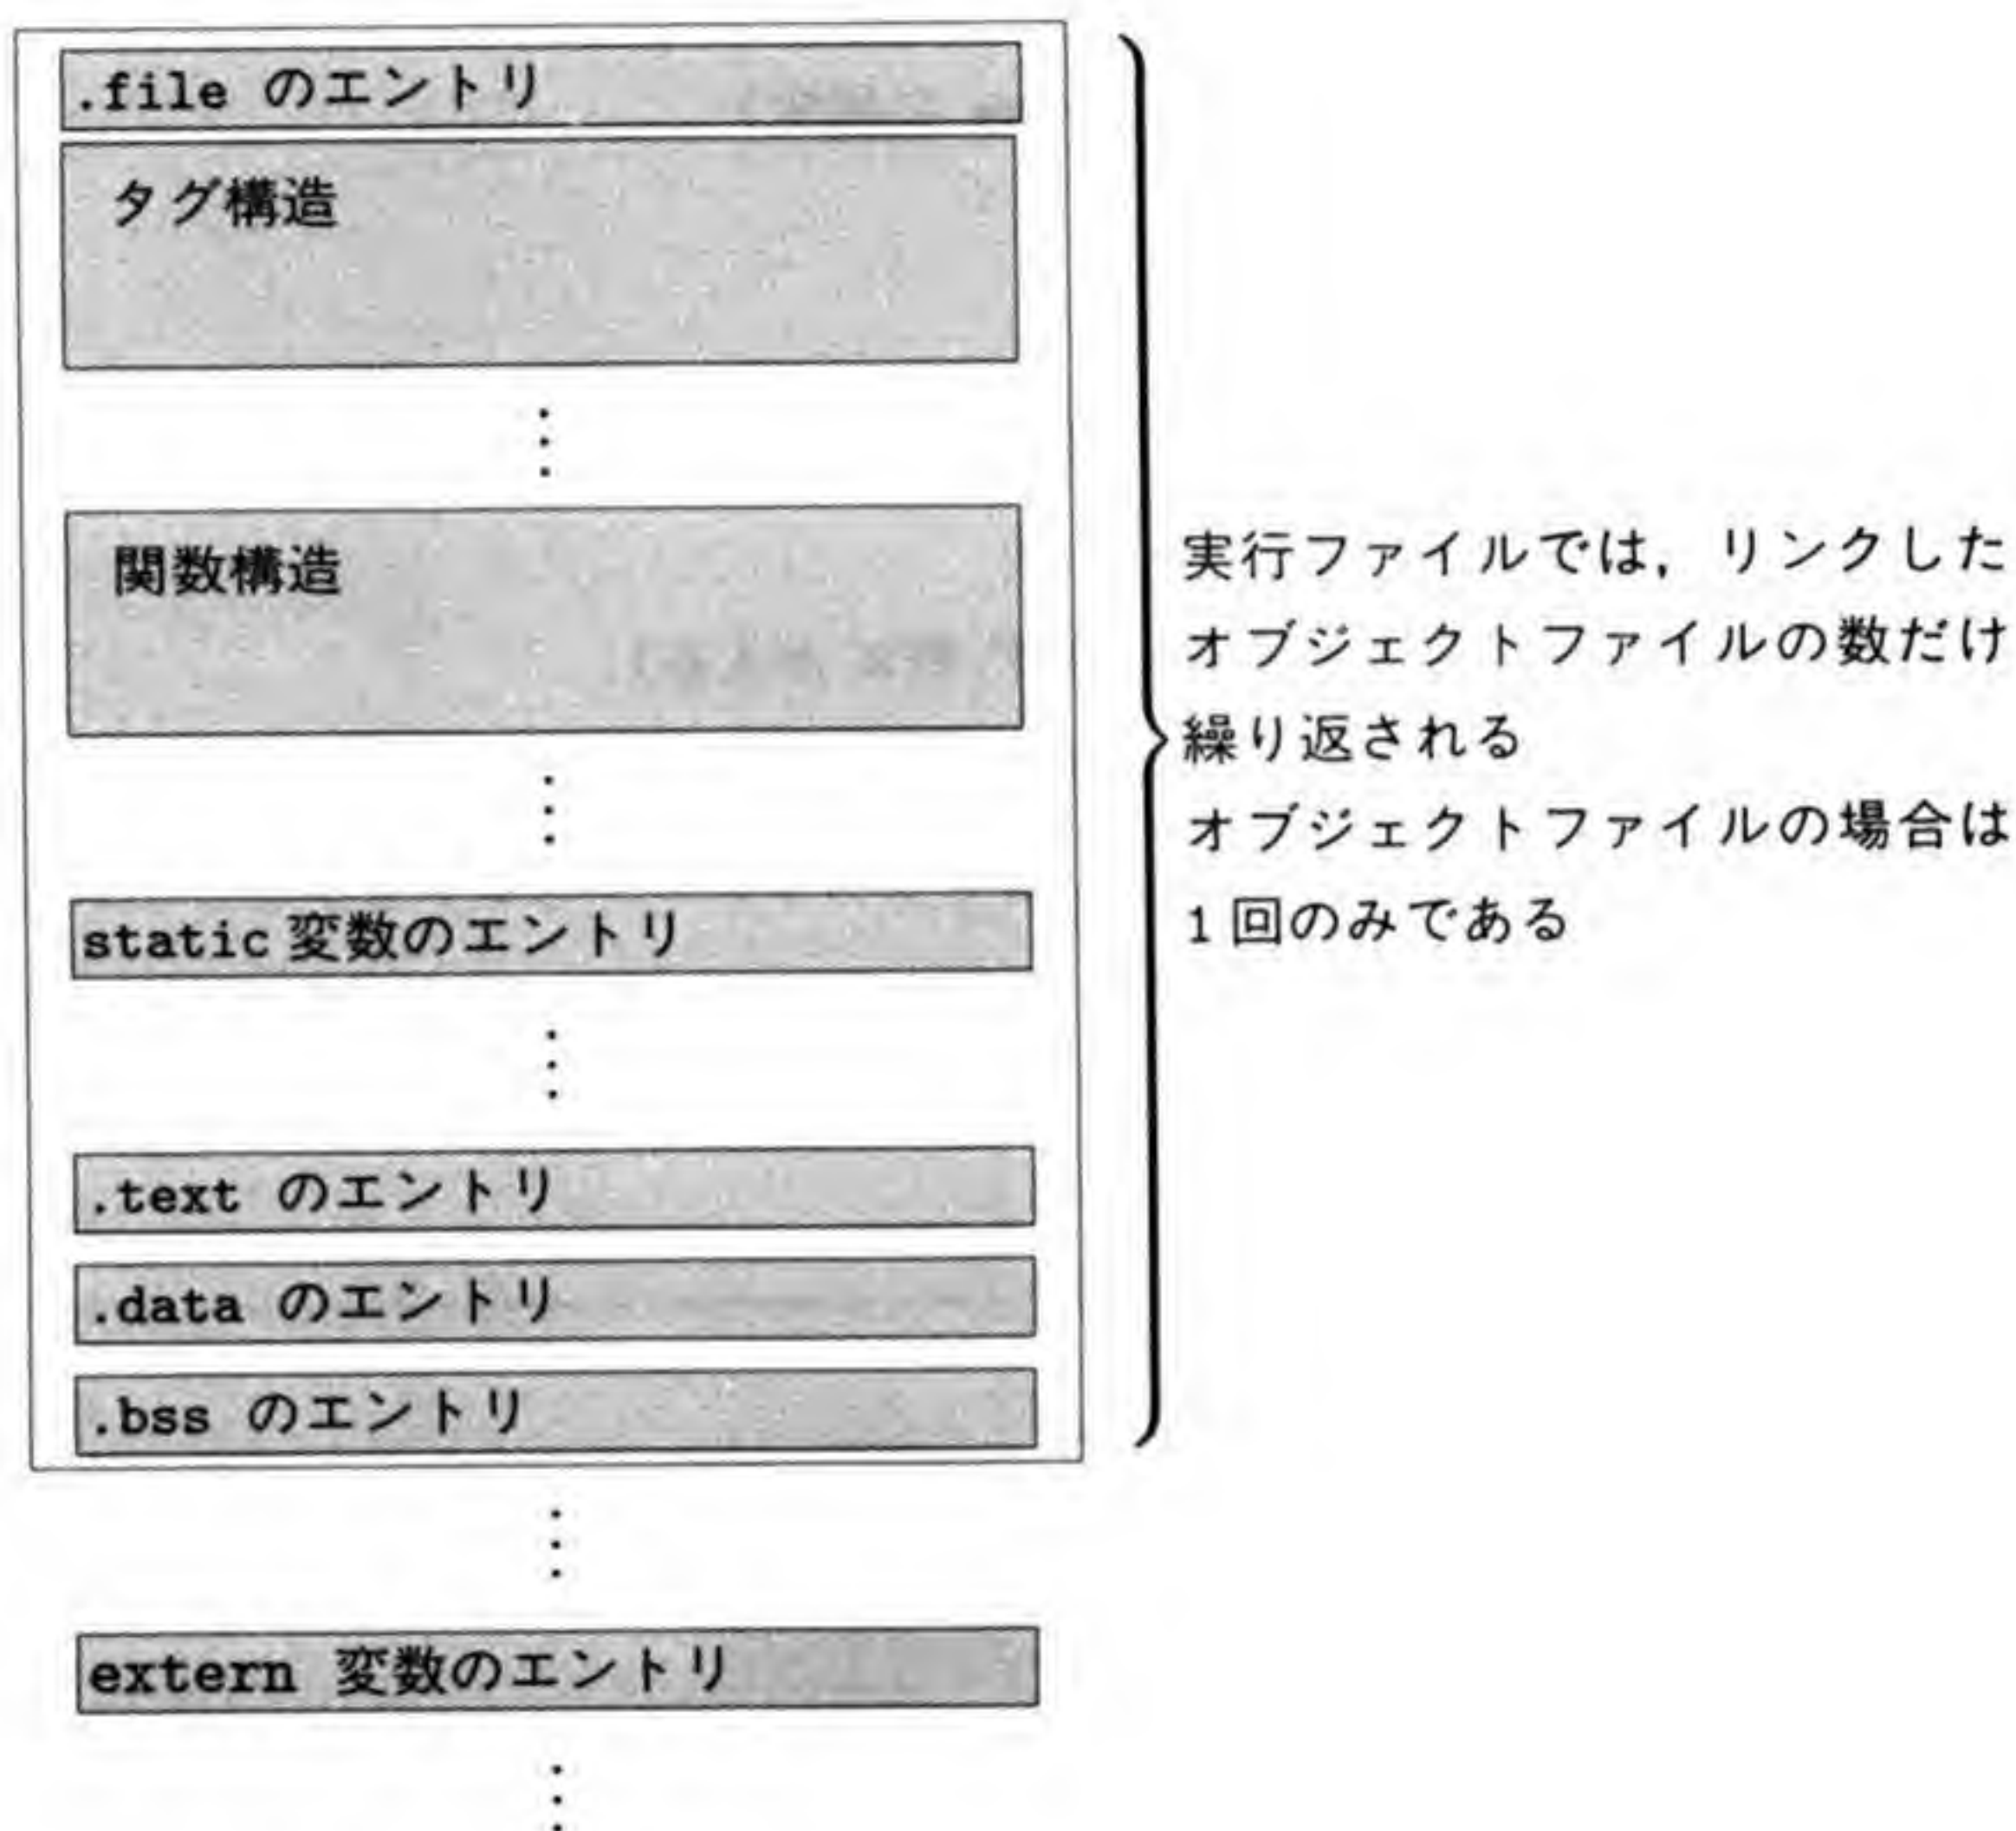 .file のエントリ
タグ構造
関数構造
static 変数のエントリ
.text のエントリ
.data のエントリ
.bss のエントリ
extern 変数のエントリ
実行ファイルでは，リンクした
オブジェクトファイルの数だけ
繰り返される
オブジェクトファイルの場合は
1 回のみである